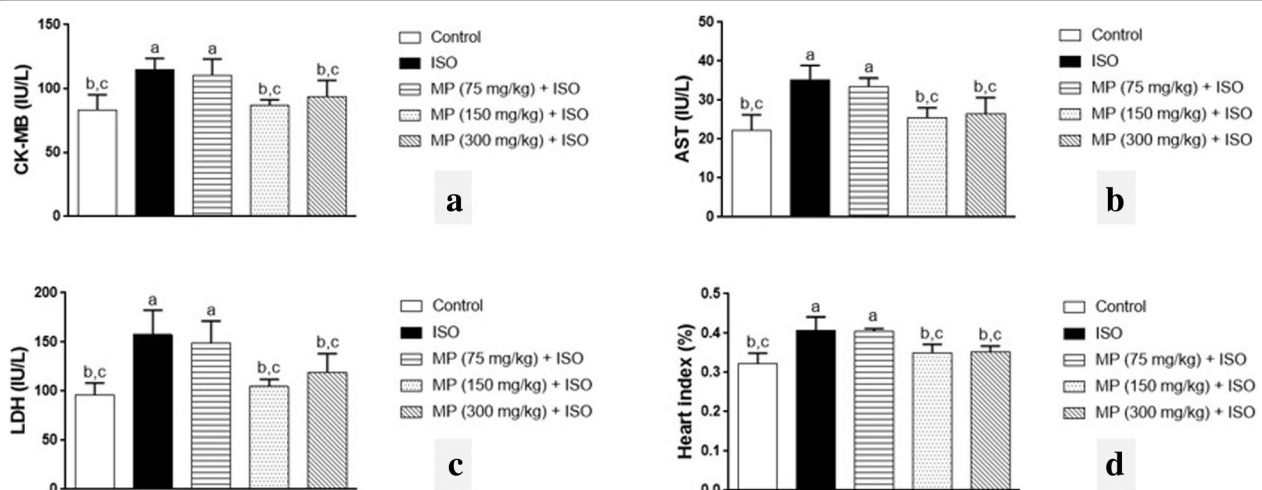 CK-MB (IU/L)
150
100
50
0
b,c
a
a
b,c
b,c
Control
ISO
MP (75 mg/kg) + ISO
MP (150 mg/kg) + ISO
MP (300 mg/kg) + ISO
a
AST (IU/L)
50
40
30
20
10
0
b,c
a
a
b,c
b,c
Control
ISO
MP (75 mg/kg) + ISO
MP (150 mg/kg) + ISO
MP (300 mg/kg) + ISO
b
LDH (IU/L)
200
150
100
50
0
b,c
a
a
b,c
b,c
Control
ISO
MP (75 mg/kg) + ISO
MP (150 mg/kg) + ISO
MP (300 mg/kg) + ISO
c
Heart index (%)
0.5
0.4
0.3
0.2
0.1
0.0
b,c
a
a
b,c
b,c
Control
ISO
MP (75 mg/kg) + ISO
MP (150 mg/kg) + ISO
MP (300 mg/kg) + ISO
d